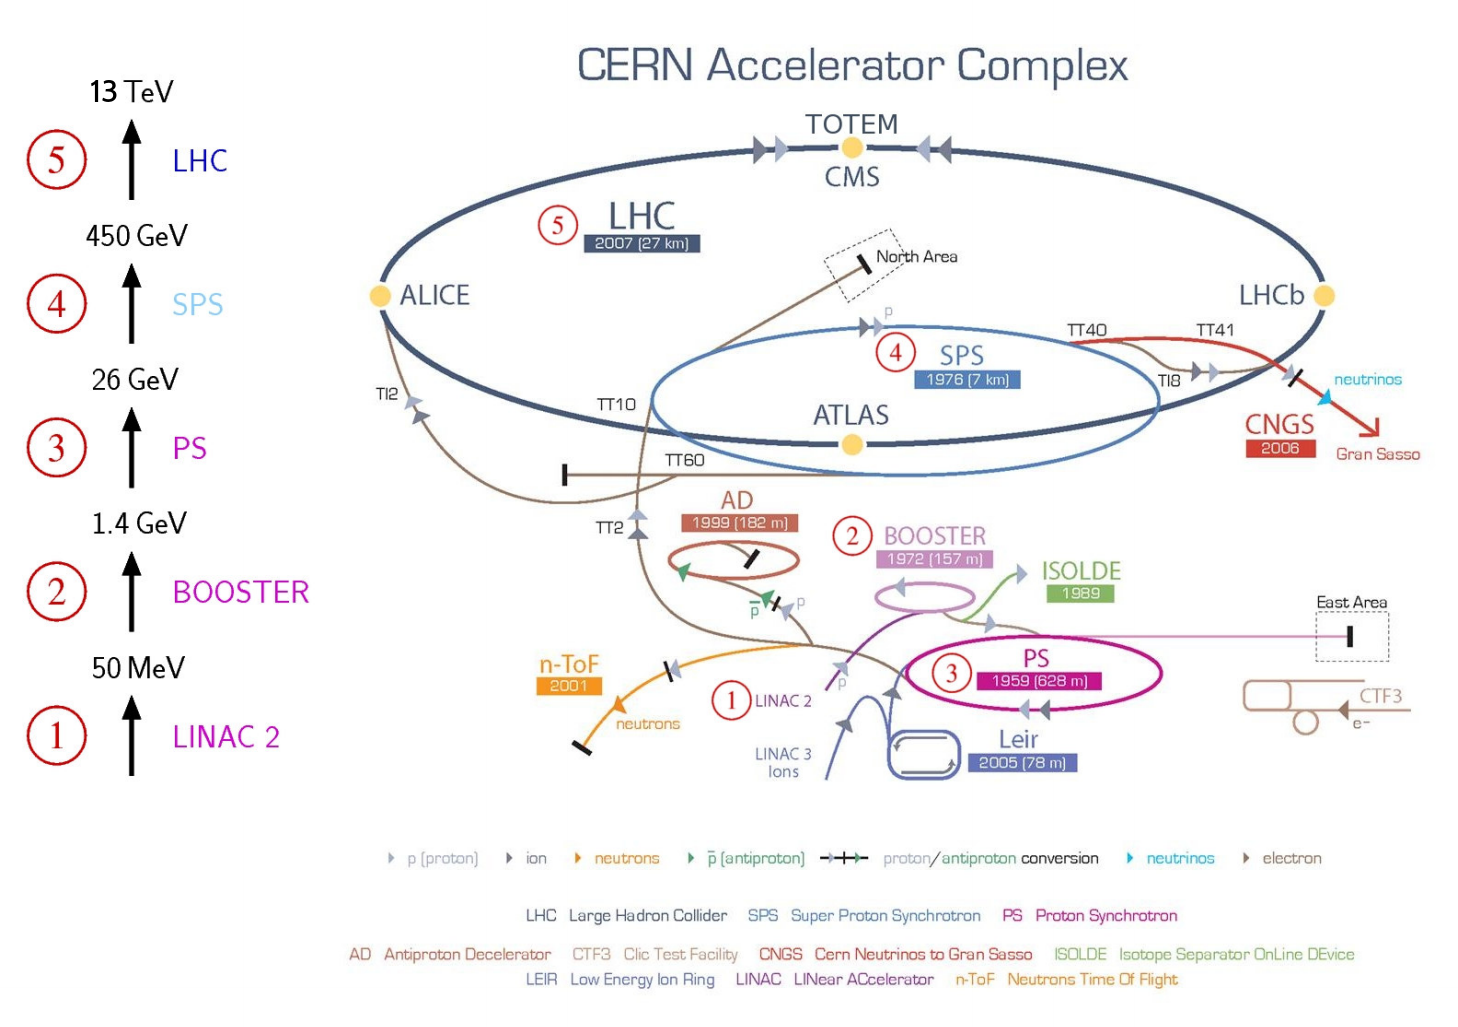 CERN Accelerator Complex
13 TeV
5
LHC
450 GeV
4
SPS
26 GeV
3
PS
1.4 GeV
2
BOOSTER
50 MeV
1
LINAC 2
TOTEM
CMS
5
LHC
2007 (27 km)
North Area
ALICE
LHCb
p
4
SPS
1976 (7 km)
TT40
TT41
TI8
neutrinos
TI2
TT10
ATLAS
CNGS
2006
Gran Sasso
TT60
AD
1999 (182 m)
TT2
2
BOOSTER
1972 (157 m)
ISOLDE
1989
p̅
p
East Area
n-ToF
2001
neutrons
p
1
LINAC 2
3
PS
1959 (628 m)
CTF3
e-
LINAC 3
Ions
Leir
2005 (78 m)
p (proton)
ion
neutrons
p̅ (antiproton)
proton/antiproton conversion
neutrinos
electron
LHC Large Hadron Collider SPS Super Proton Synchrotron PS Proton Synchrotron
AD Antiproton Decelerator CTF3 Clic Test Facility CNGS Cern Neutrinos to Gran Sasso ISOLDE Isotope Separator OnLine DEvice
LEIR Low Energy Ion Ring LINAC LINear ACcelerator n-ToF Neutrons Time Of Flight